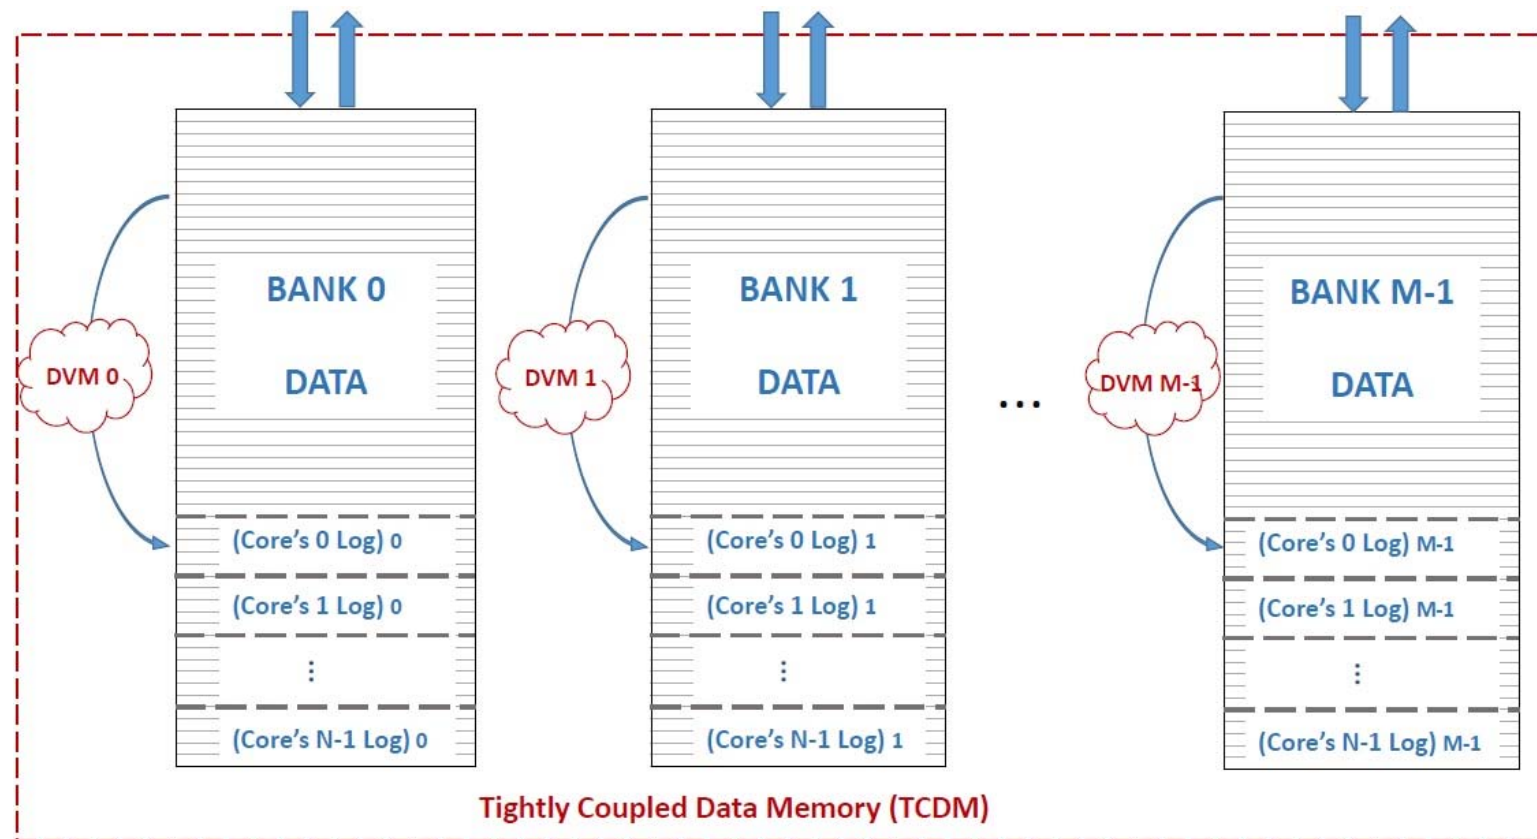 BANK 0
DATA
DVM 0
(Core's 0 Log) 0
(Core's 1 Log) 0
⋮
(Core's N-1 Log) 0
BANK 1
DATA
DVM 1
(Core's 0 Log) 1
(Core's 1 Log) 1
⋮
(Core's N-1 Log) 1
...
BANK M-1
DATA
DVM M-1
(Core's 0 Log) M-1
(Core's 1 Log) M-1
⋮
(Core's N-1 Log) M-1
Tightly Coupled Data Memory (TCDM)